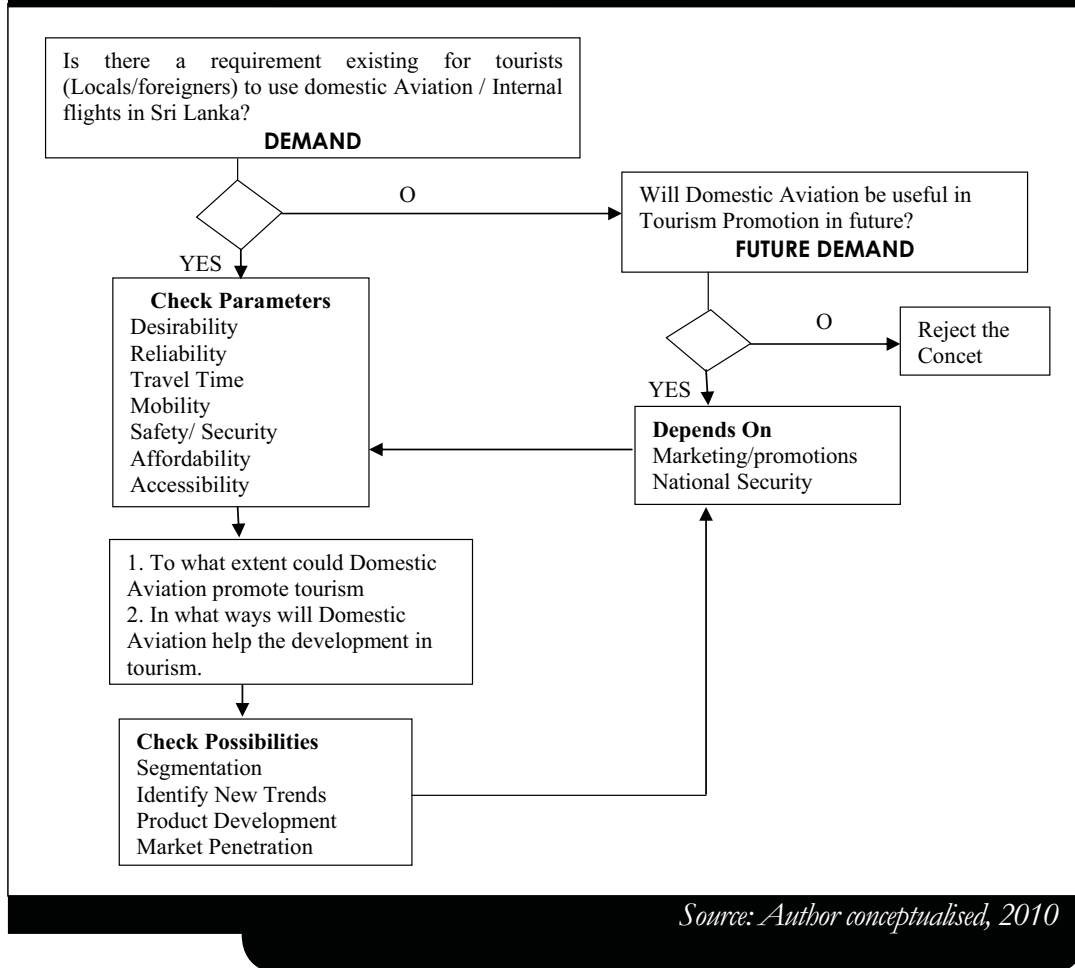 Is there a requirement existing for tourists
(Locals/foreigners) to use domestic Aviation / Internal
flights in Sri Lanka?
DEMAND
O
Will Domestic Aviation be useful in
Tourism Promotion in future?
FUTURE DEMAND
YES
Check Parameters
Desirability
Reliability
Travel Time
Mobility
Safety/ Security
Affordability
Accessibility
O
Reject the
Concet
YES
Depends On
Marketing/promotions
National Security
1. To what extent could Domestic
Aviation promote tourism
2. In what ways will Domestic
Aviation help the development in
tourism.
Check Possibilities
Segmentation
Identify New Trends
Product Development
Market Penetration
Source: Author conceptualised, 2010